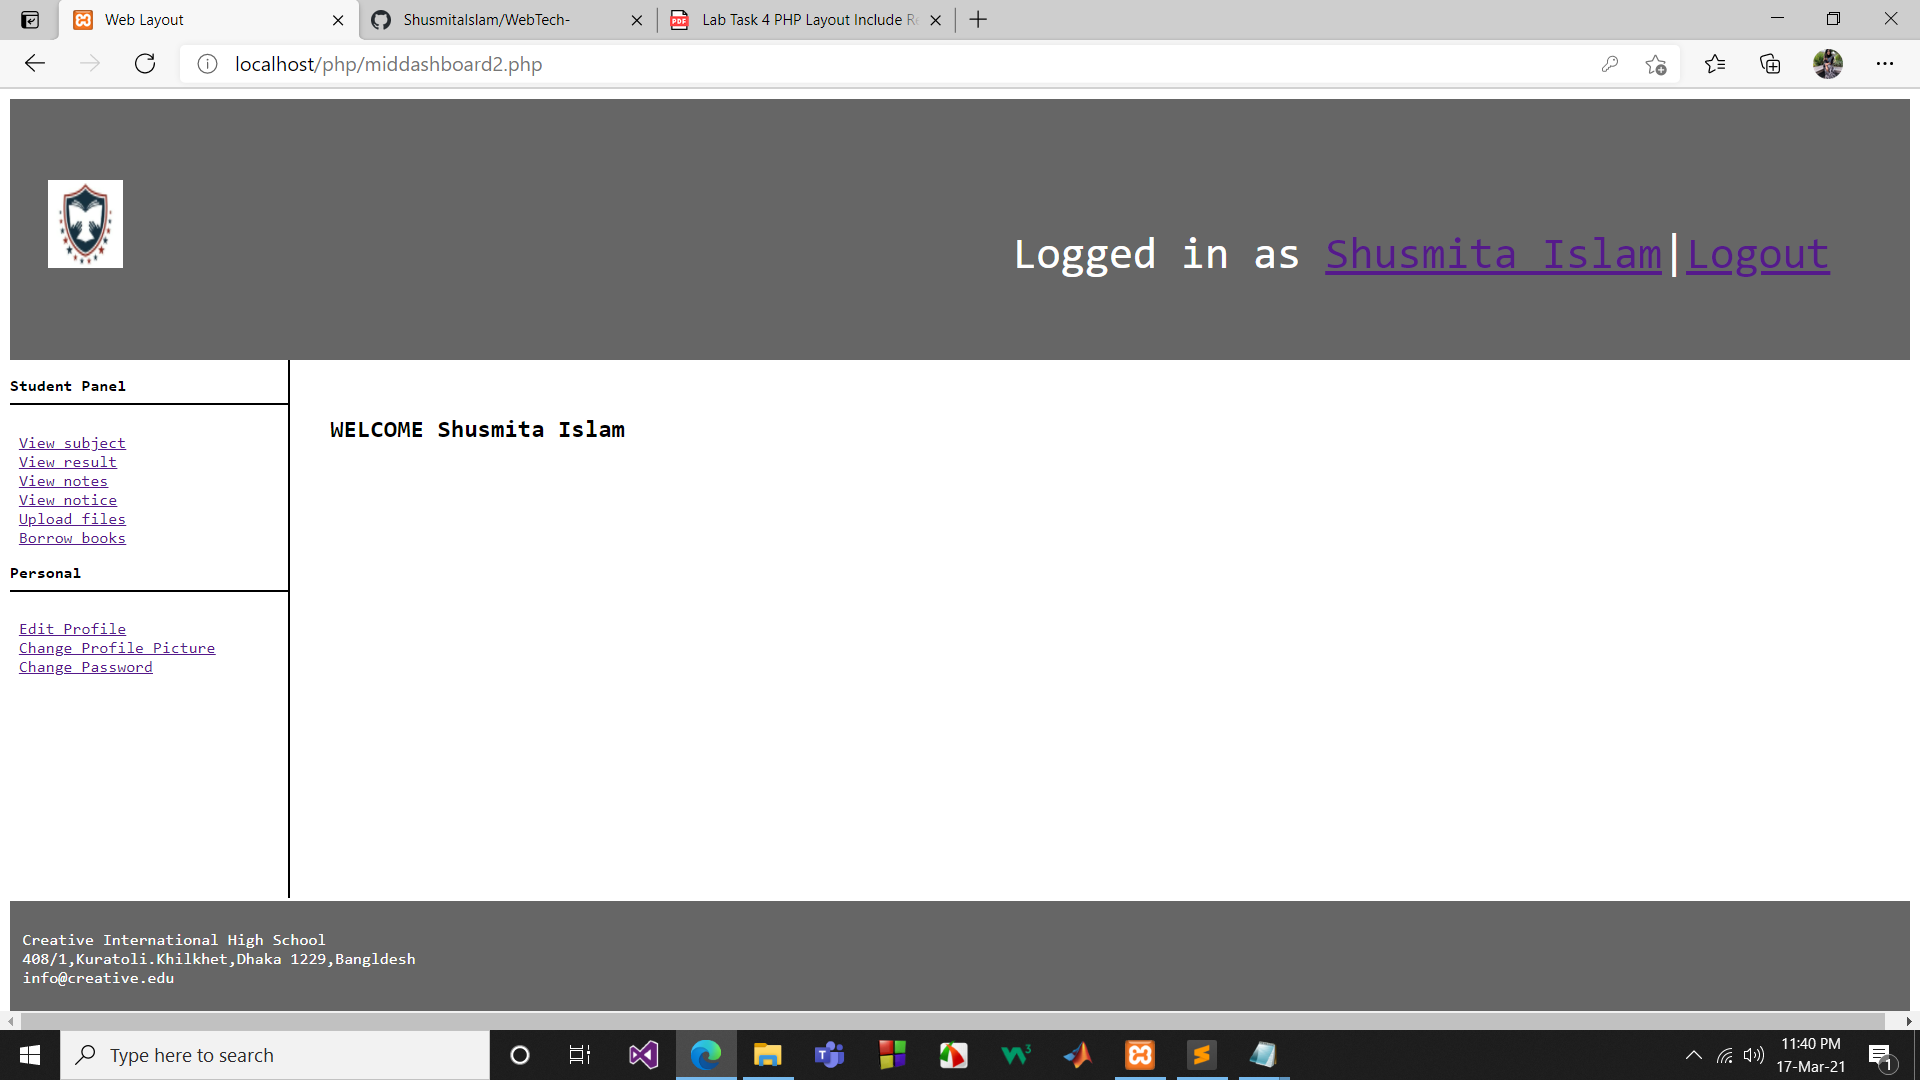 Web Layout
ShusmitaIslam/WebTech-
Lab Task 4 PHP Layout Include Re
localhost/php/middashboard2.php
Logged in as Shusmita Islam|Logout
Student Panel
View subject
View result
View notes
View notice
Upload files
Borrow books
Personal
Edit Profile
Change Profile Picture
Change Password
WELCOME Shusmita Islam
Creative International High School
408/1,Kuratoli.Khilkhet,Dhaka 1229,Bangldesh
info@creative.edu
Type here to search
11:40 PM
17-Mar-21
1